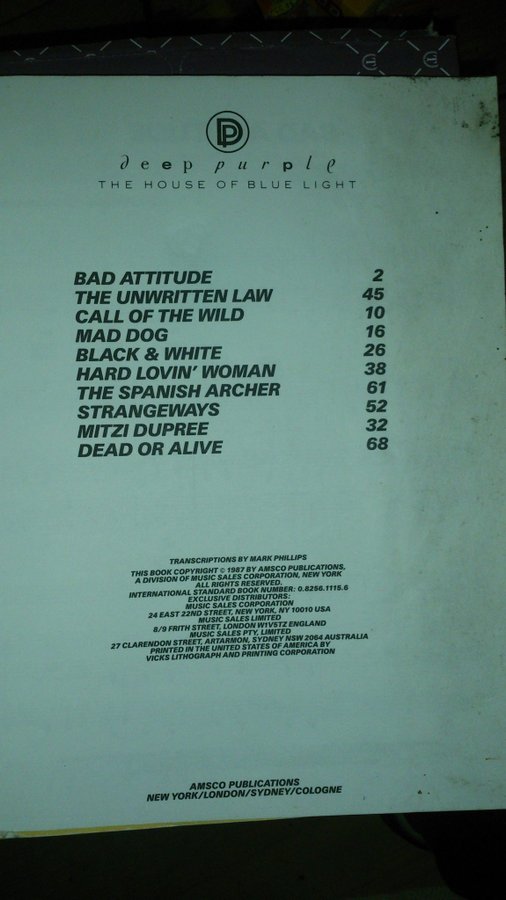 deep purple
THE HOUSE OF BLUE LIGHT
BAD ATTITUDE 2
THE UNWRITTEN LAW 45
CALL OF THE WILD 10
MAD DOG 16
BLACK & WHITE 26
HARD LOVIN' WOMAN 38
THE SPANISH ARCHER 61
STRANGEWAYS 52
MITZI DUPREE 32
DEAD OR ALIVE 68
TRANSCRIPTIONS BY MARK PHILLIPS
THIS BOOK COPYRIGHT © 1987 BY AMSCO PUBLICATIONS,
A DIVISION OF MUSIC SALES CORPORATION, NEW YORK
ALL RIGHTS RESERVED.
INTERNATIONAL STANDARD BOOK NUMBER: 0.8256.1115.6
EXCLUSIVE DISTRIBUTORS:
MUSIC SALES CORPORATION
24 EAST 22ND STREET, NEW YORK, NY 10010 USA
MUSIC SALES LIMITED
8/9 FRITH STREET, LONDON W1V5TZ ENGLAND
MUSIC SALES PTY, LIMITED
27 CLARENDON STREET, ARTARMON, SYDNEY NSW 2064 AUSTRALIA
PRINTED IN THE UNITED STATES OF AMERICA BY
VICKS LITHOGRAPH AND PRINTING CORPORATION
AMSCO PUBLICATIONS
NEW YORK/LONDON/SYDNEY/COLOGNE